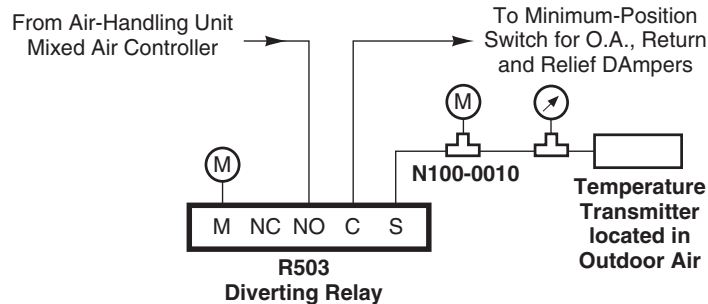 From Air-Handling Unit
Mixed Air Controller
To Minimum-Position
Switch for O.A., Return
and Relief DAmpers
M
M
N100-0010
M NC NO C S
R503
Diverting Relay
Temperature
Transmitter
located in
Outdoor Air